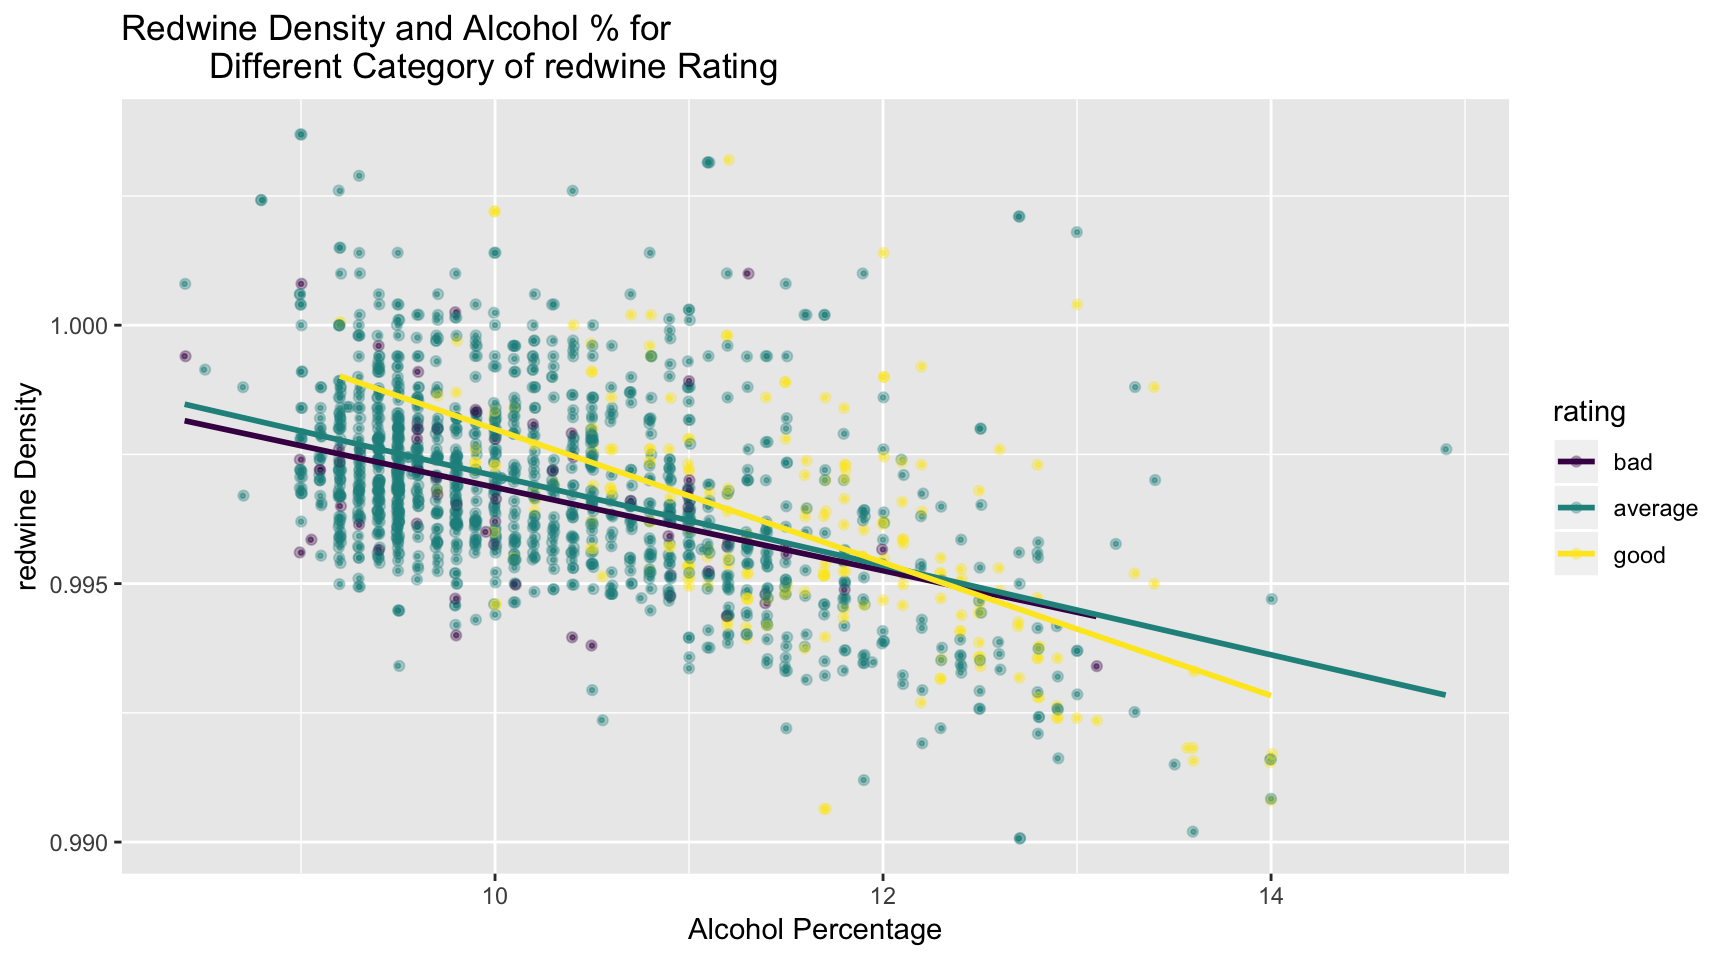 Redwine Density and Alcohol % for
Different Category of redwine Rating
redwine Density
1.000
0.995
0.990
10
12
14
Alcohol Percentage
rating
bad
average
good